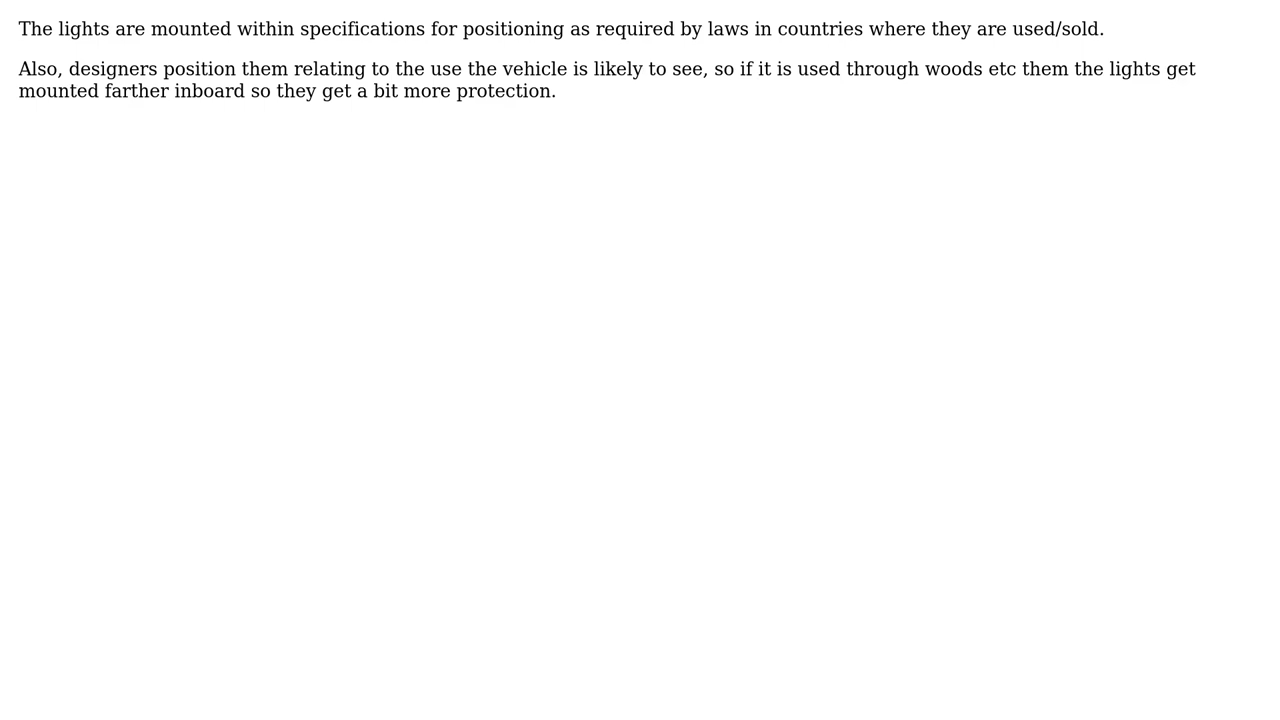 The lights are mounted within specifications for positioning as required by laws in countries where they are used/sold.
Also, designers position them relating to the use the vehicle is likely to see, so if it is used through woods etc them the lights get
mounted farther inboard so they get a bit more protection.